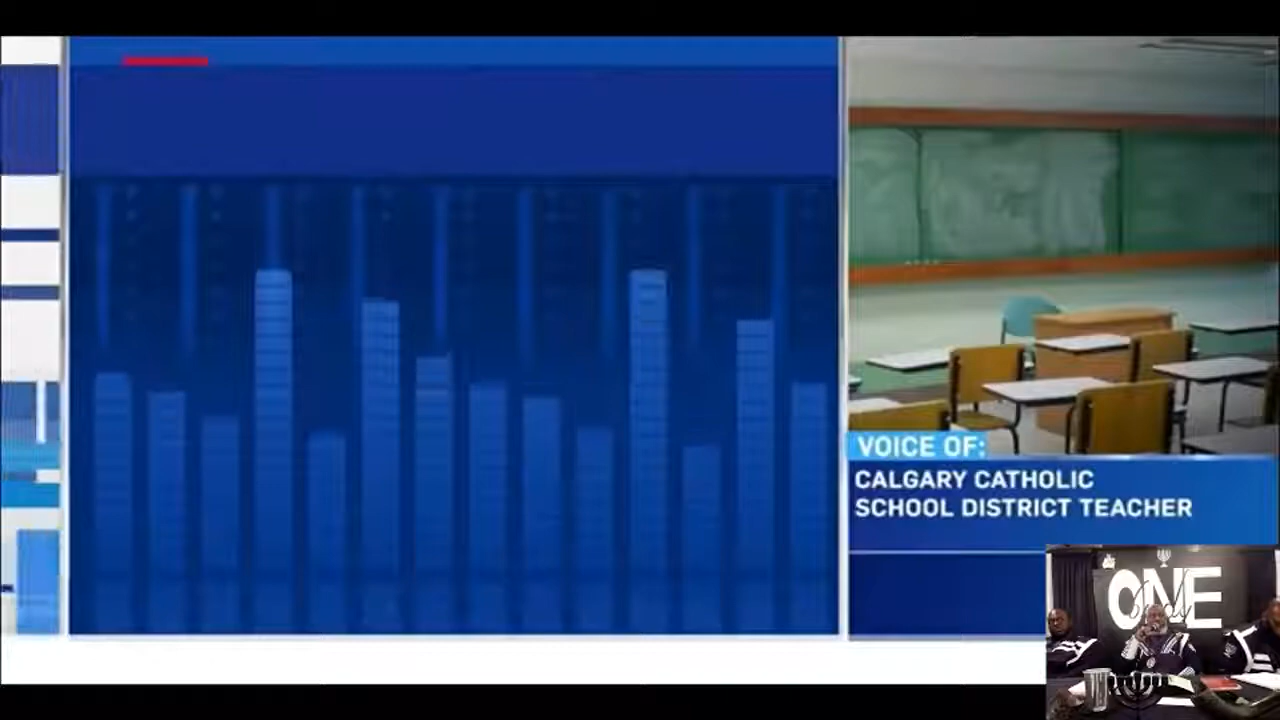 VOICE OF:
CALGARY CATHOLIC
SCHOOL DISTRICT TEACHER
ONE